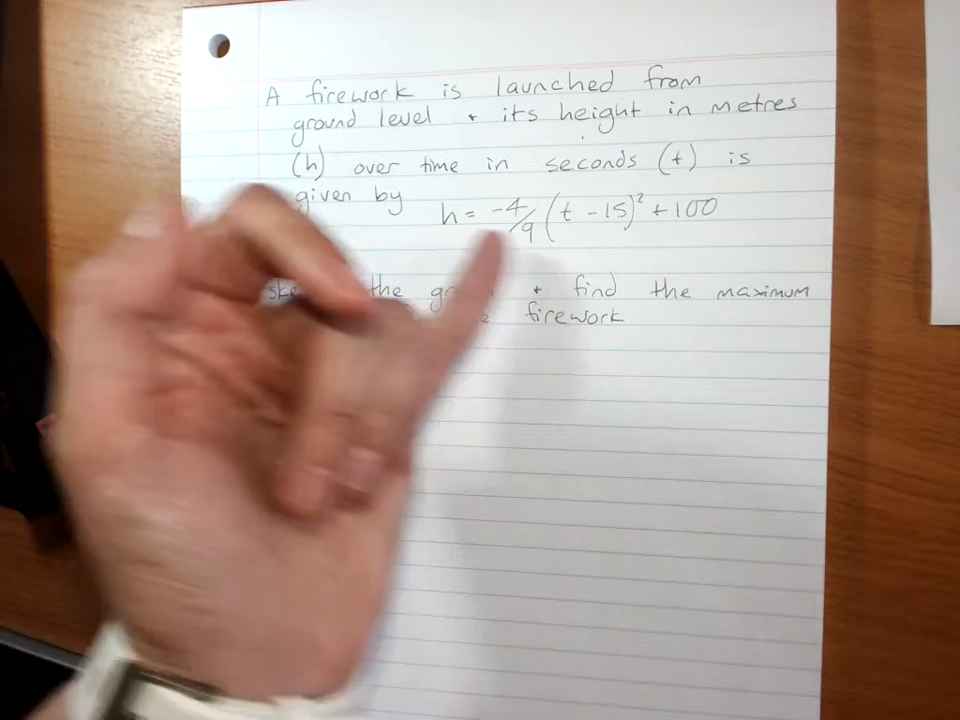 A firework is launched from
ground level + its height in metres
(h) over time in seconds (t) is
given by
h = -4/9 (t - 15)² + 100
the + find the maximum
firework